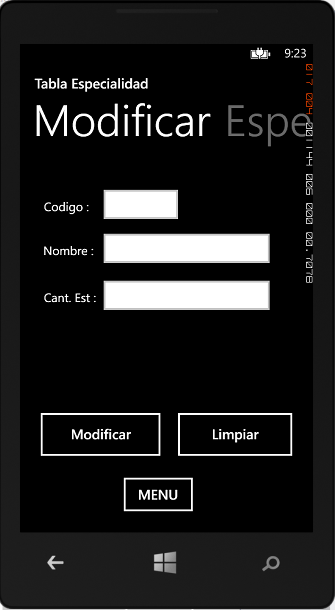 9:23
Tabla Especialidad
Modificar Espe
Codigo :
Nombre :
Cant. Est :
Modificar
Limpiar
MENU